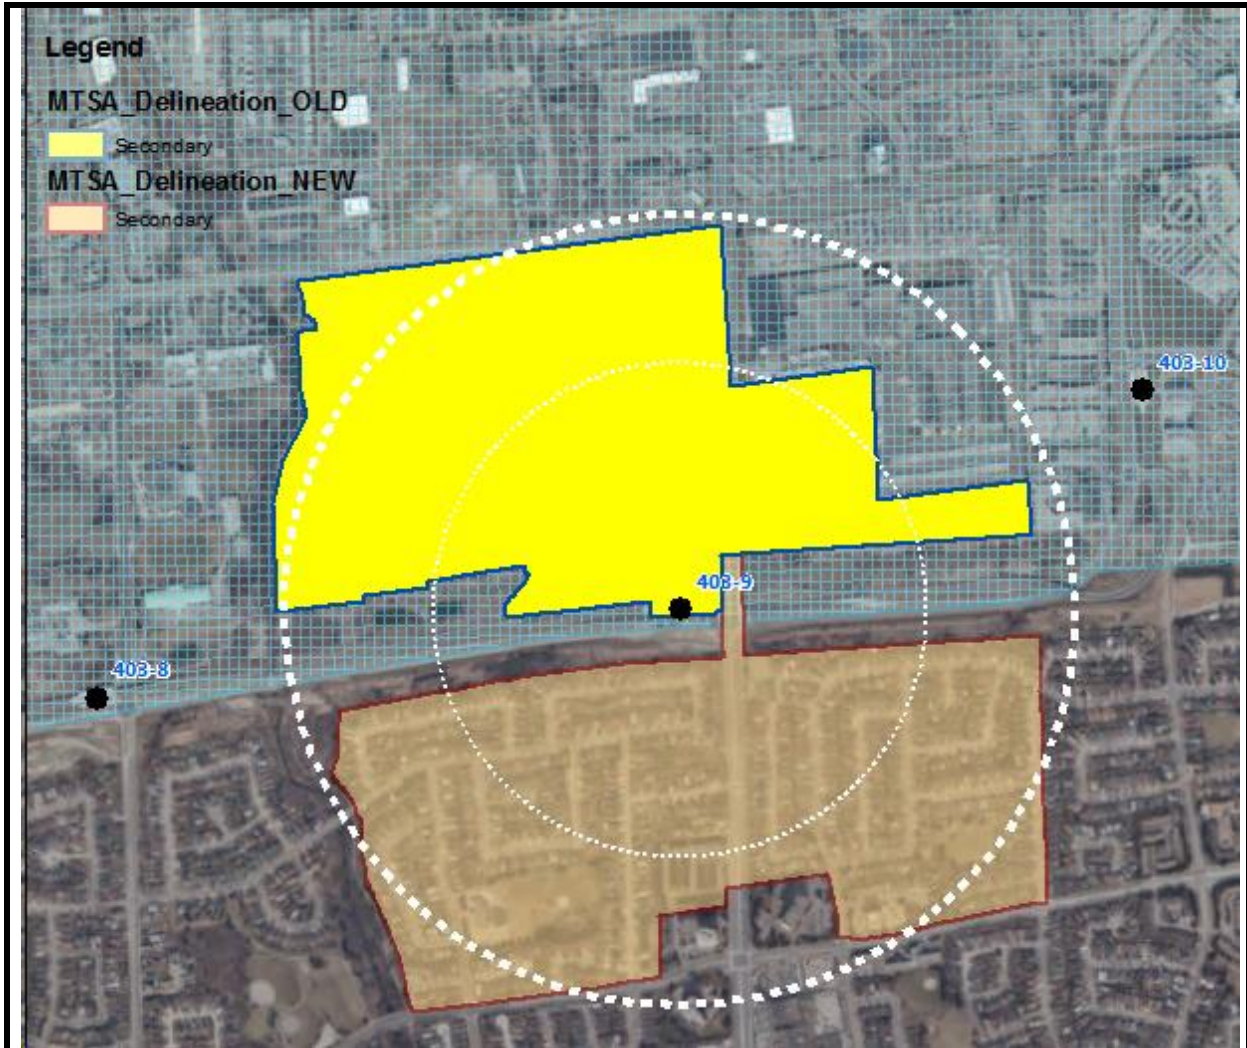 Legend
MTSA_Delineation_OLD
Secondary
MTSA_Delineation_NEW
Secondary
403-10
403-9
403-8